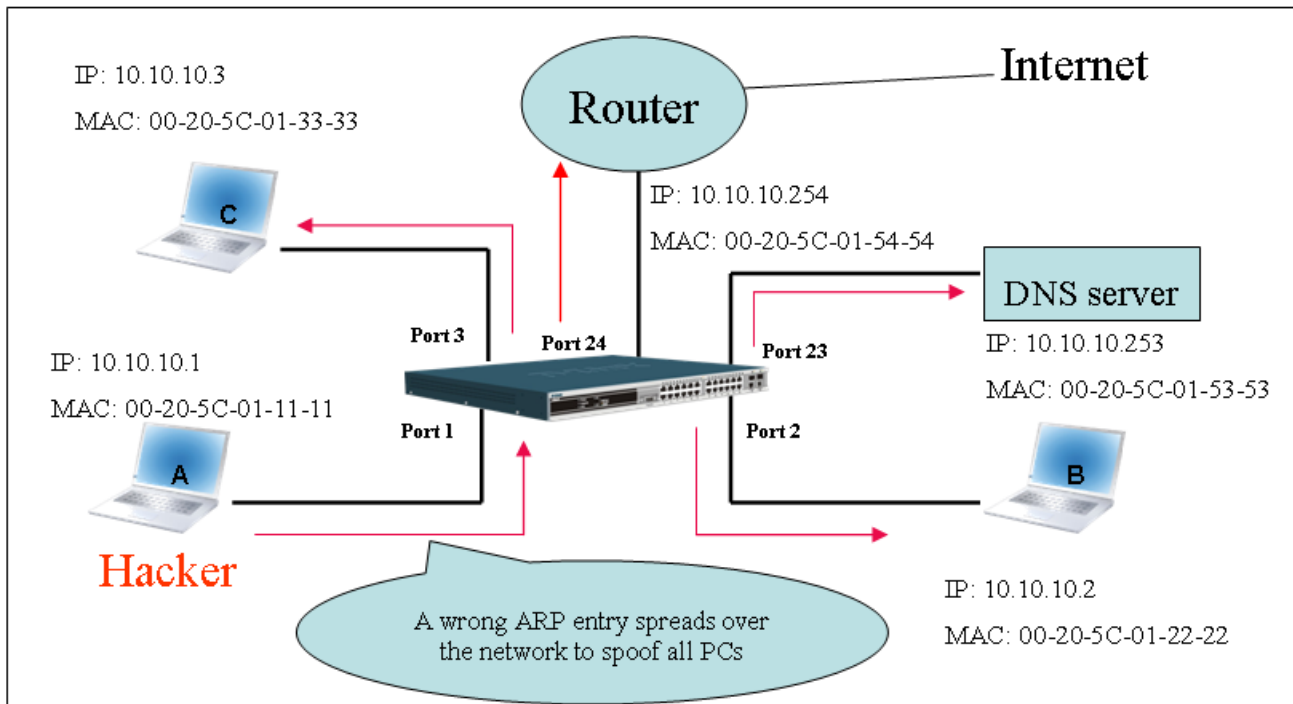 IP: 10.10.10.3
MAC: 00-20-5C-01-33-33
C
Router
Internet
IP: 10.10.10.254
MAC: 00-20-5C-01-54-54
DNS server
IP: 10.10.10.253
MAC: 00-20-5C-01-53-53
Port 3
Port 24
Port 23
IP: 10.10.10.1
MAC: 00-20-5C-01-11-11
Port 1
Port 2
A
Hacker
B
IP: 10.10.10.2
MAC: 00-20-5C-01-22-22
A wrong ARP entry spreads over
the network to spoof all PCs